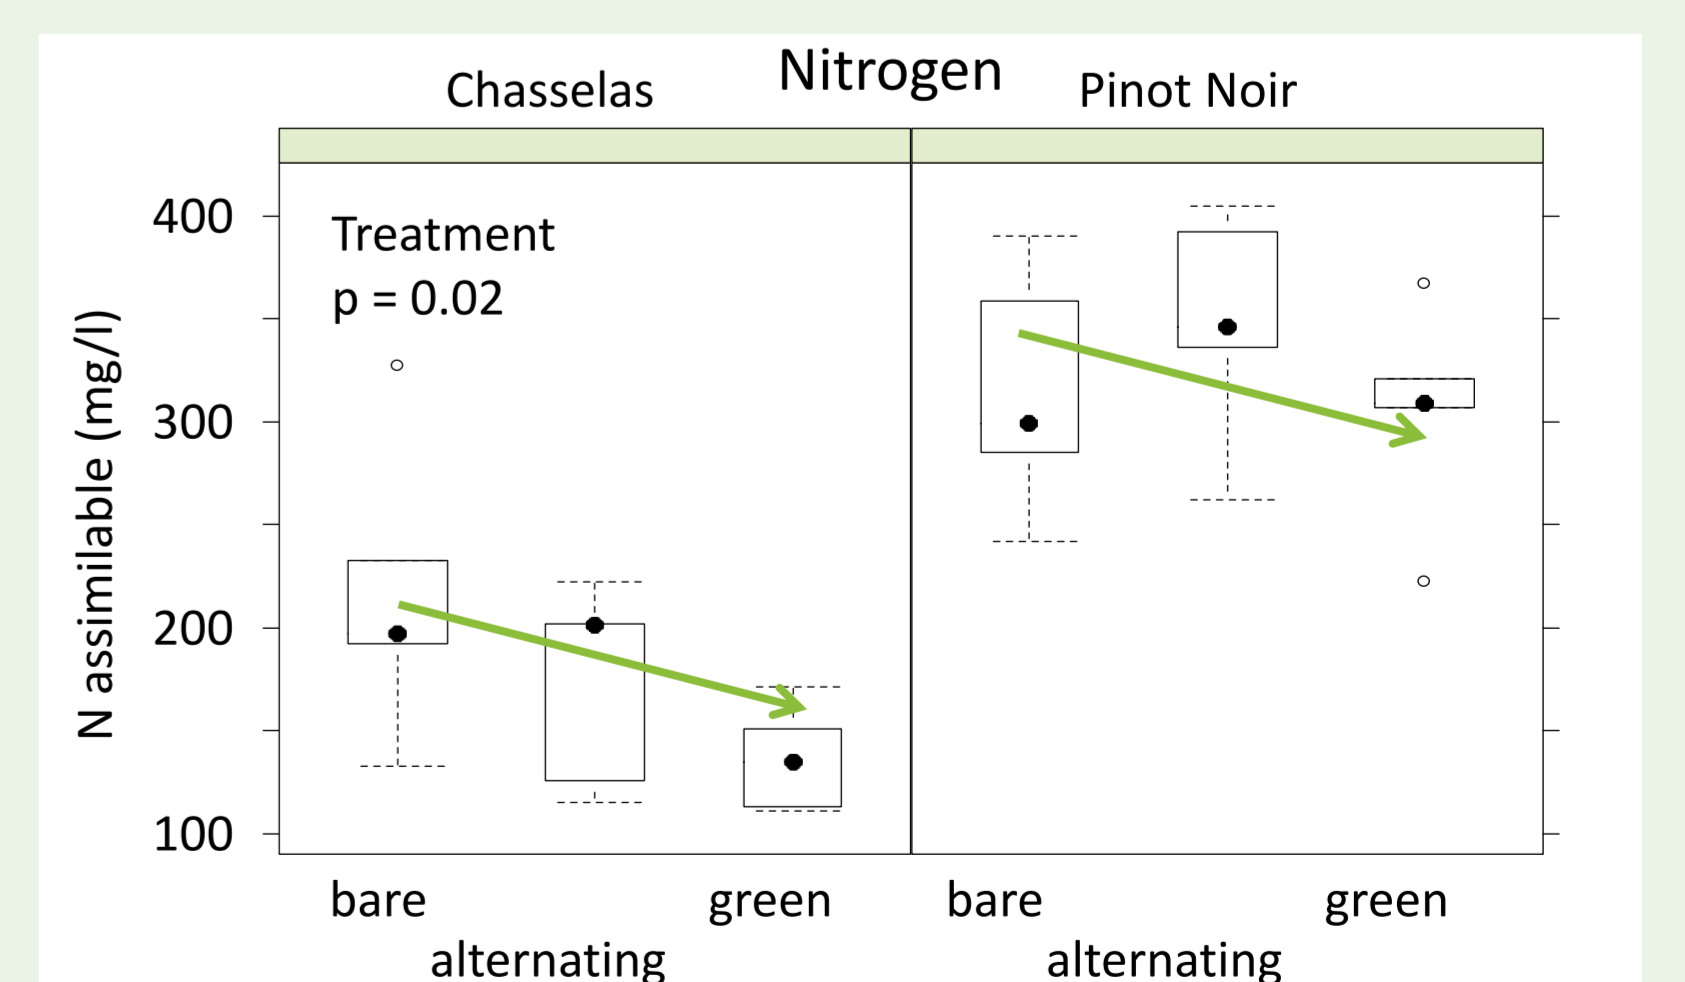 Nitrogen
Chasselas
Pinot Noir
Treatment
p = 0.02
N assimilable (mg/l)
400
300
200
100
bare
green
bare
green
alternating
alternating